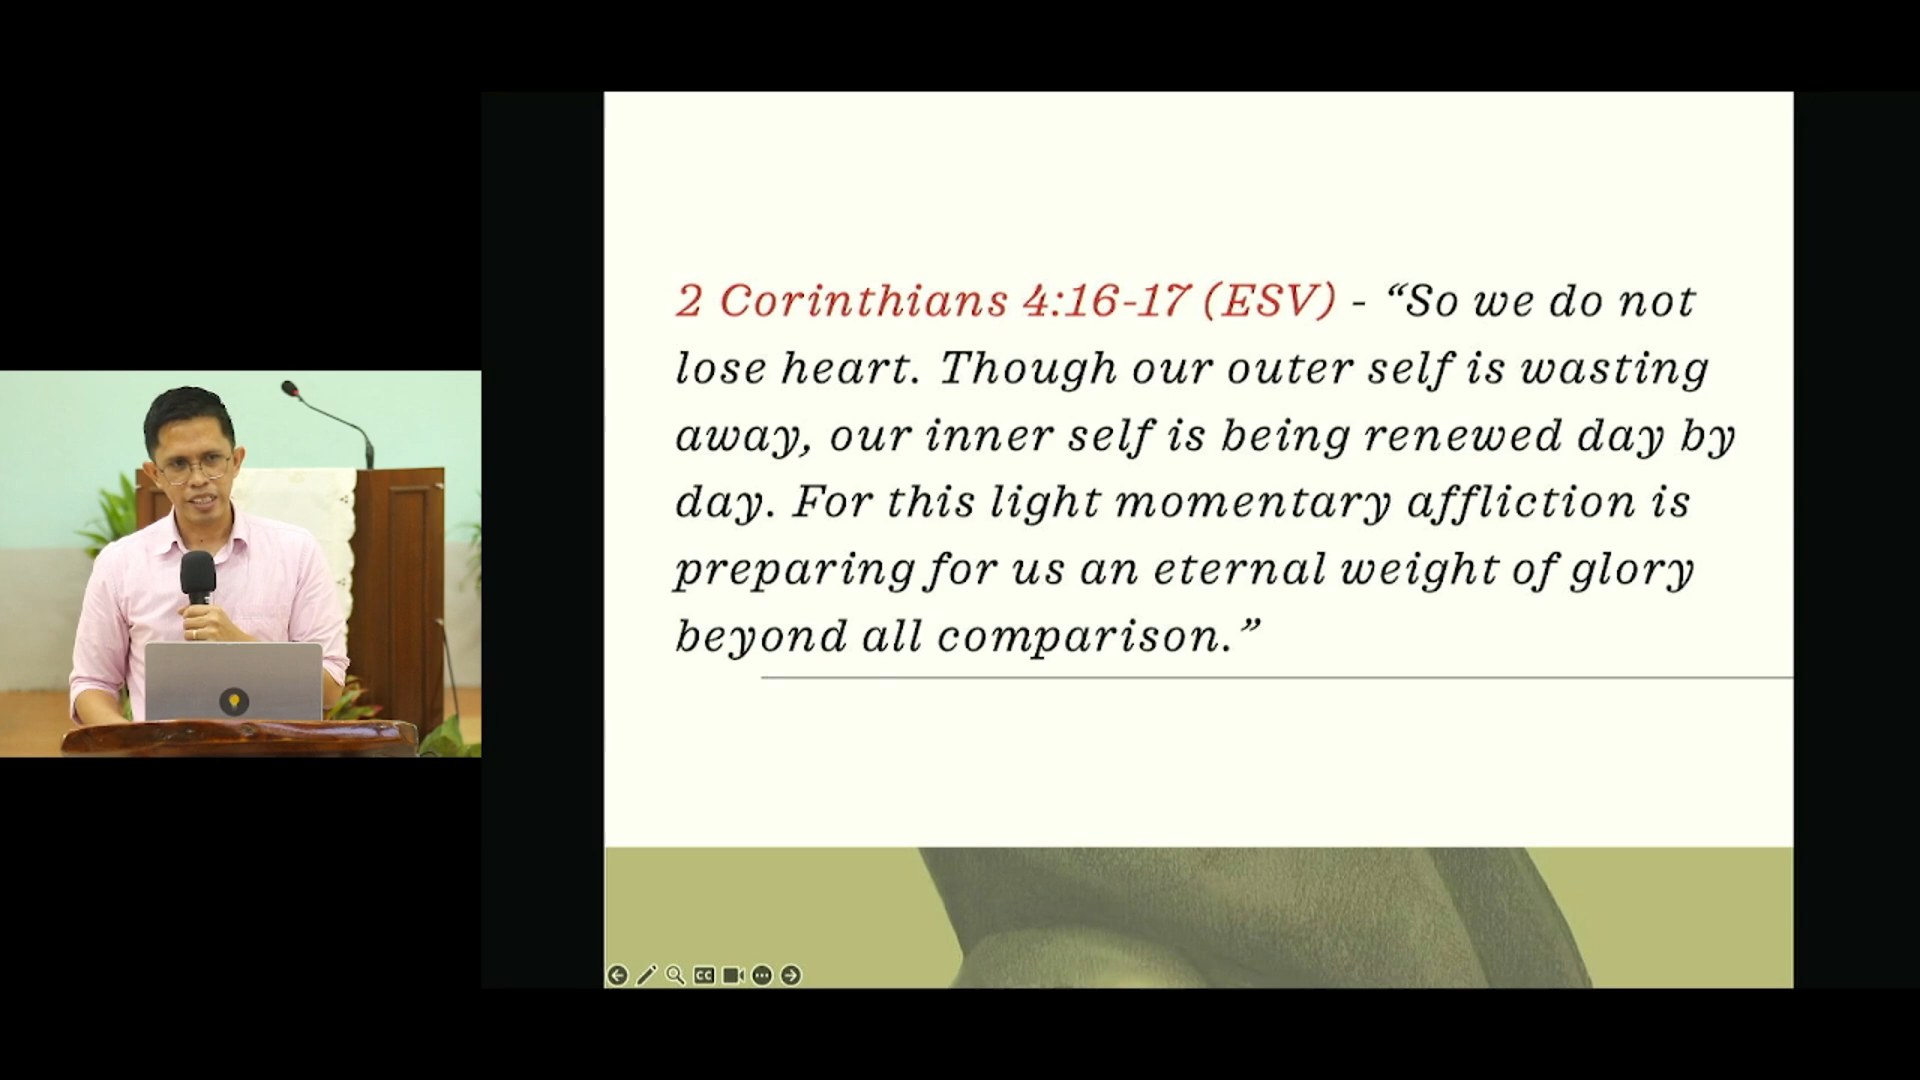 2 Corinthians 4:16-17 (ESV) - “So we do not
lose heart. Though our outer self is wasting
away, our inner self is being renewed day by
day. For this light momentary affliction is
preparing for us an eternal weight of glory
beyond all comparison.”
CC